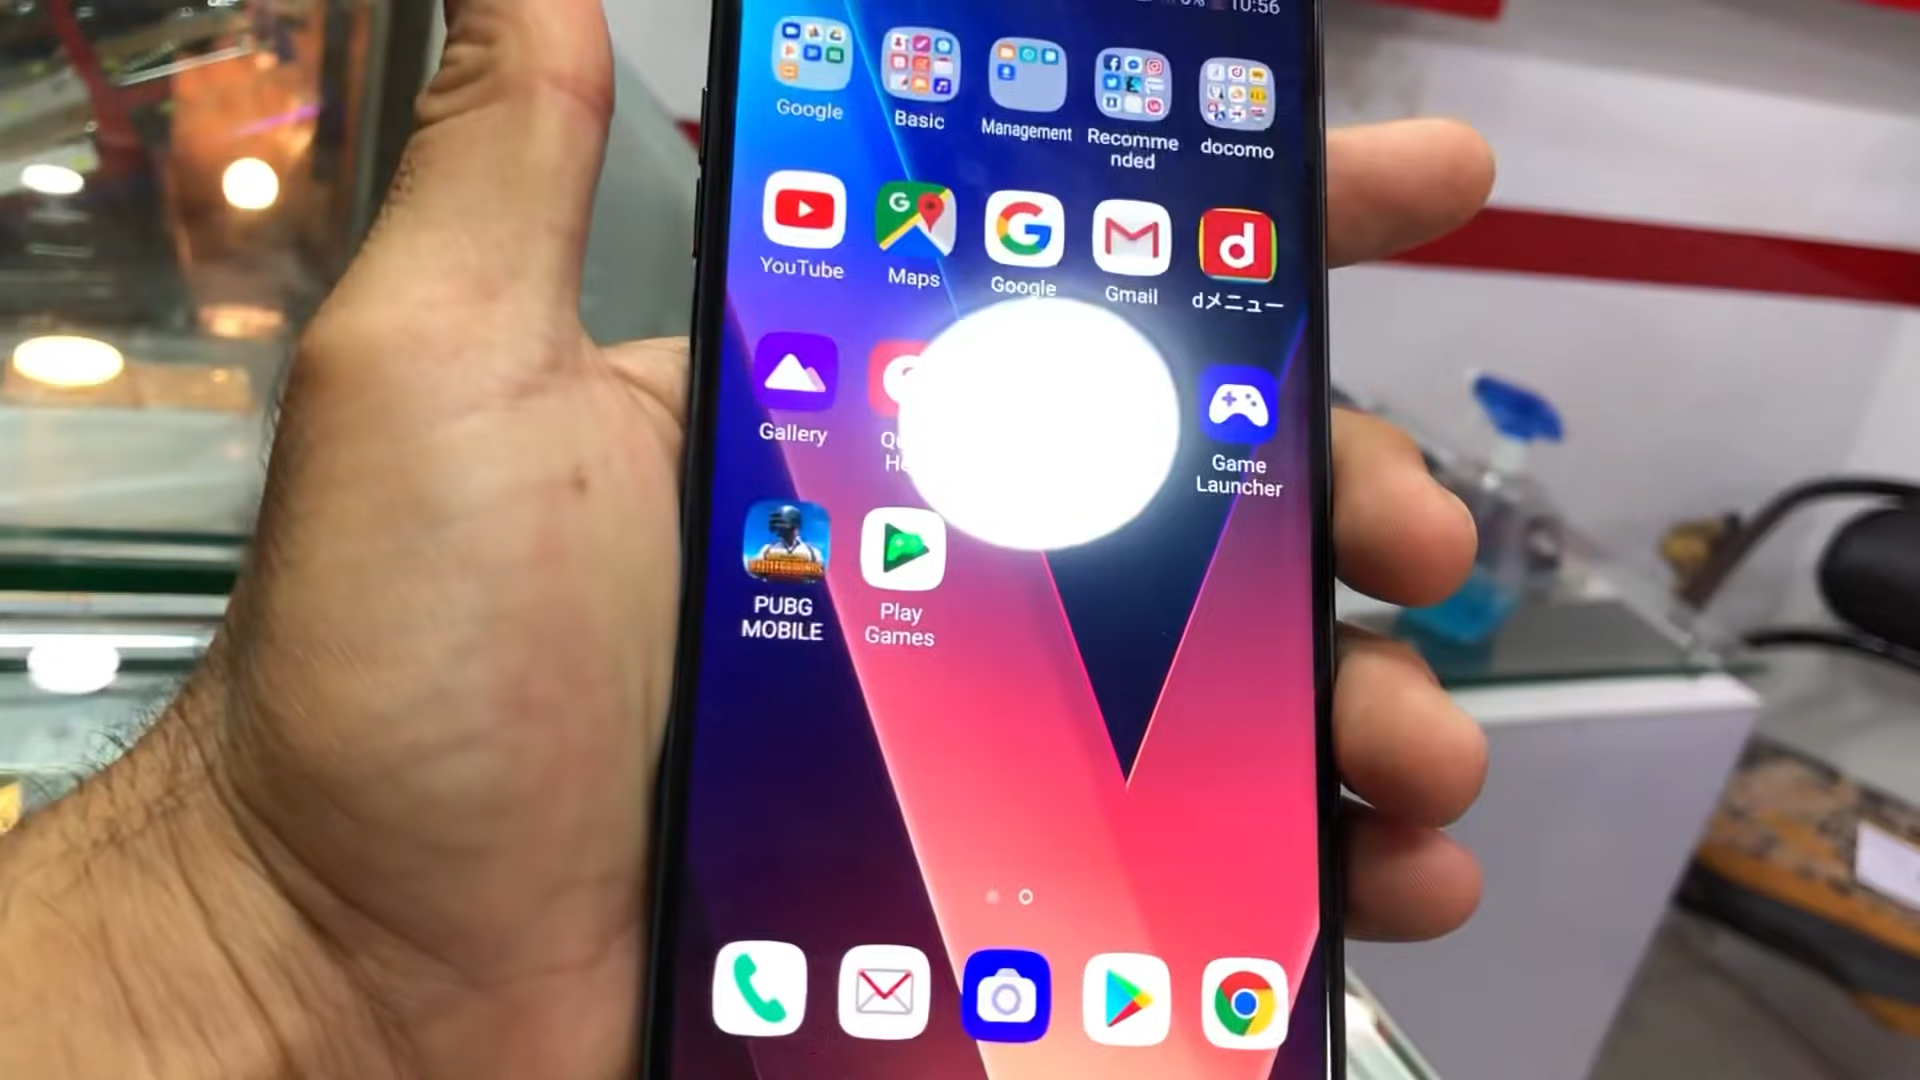 10:56
Google
Basic
Management
Recomme
nded
docomo
YouTube
Maps
Google
Gmail
dメニュー
Gallery
Game
Launcher
PUBG
MOBILE
Play
Games